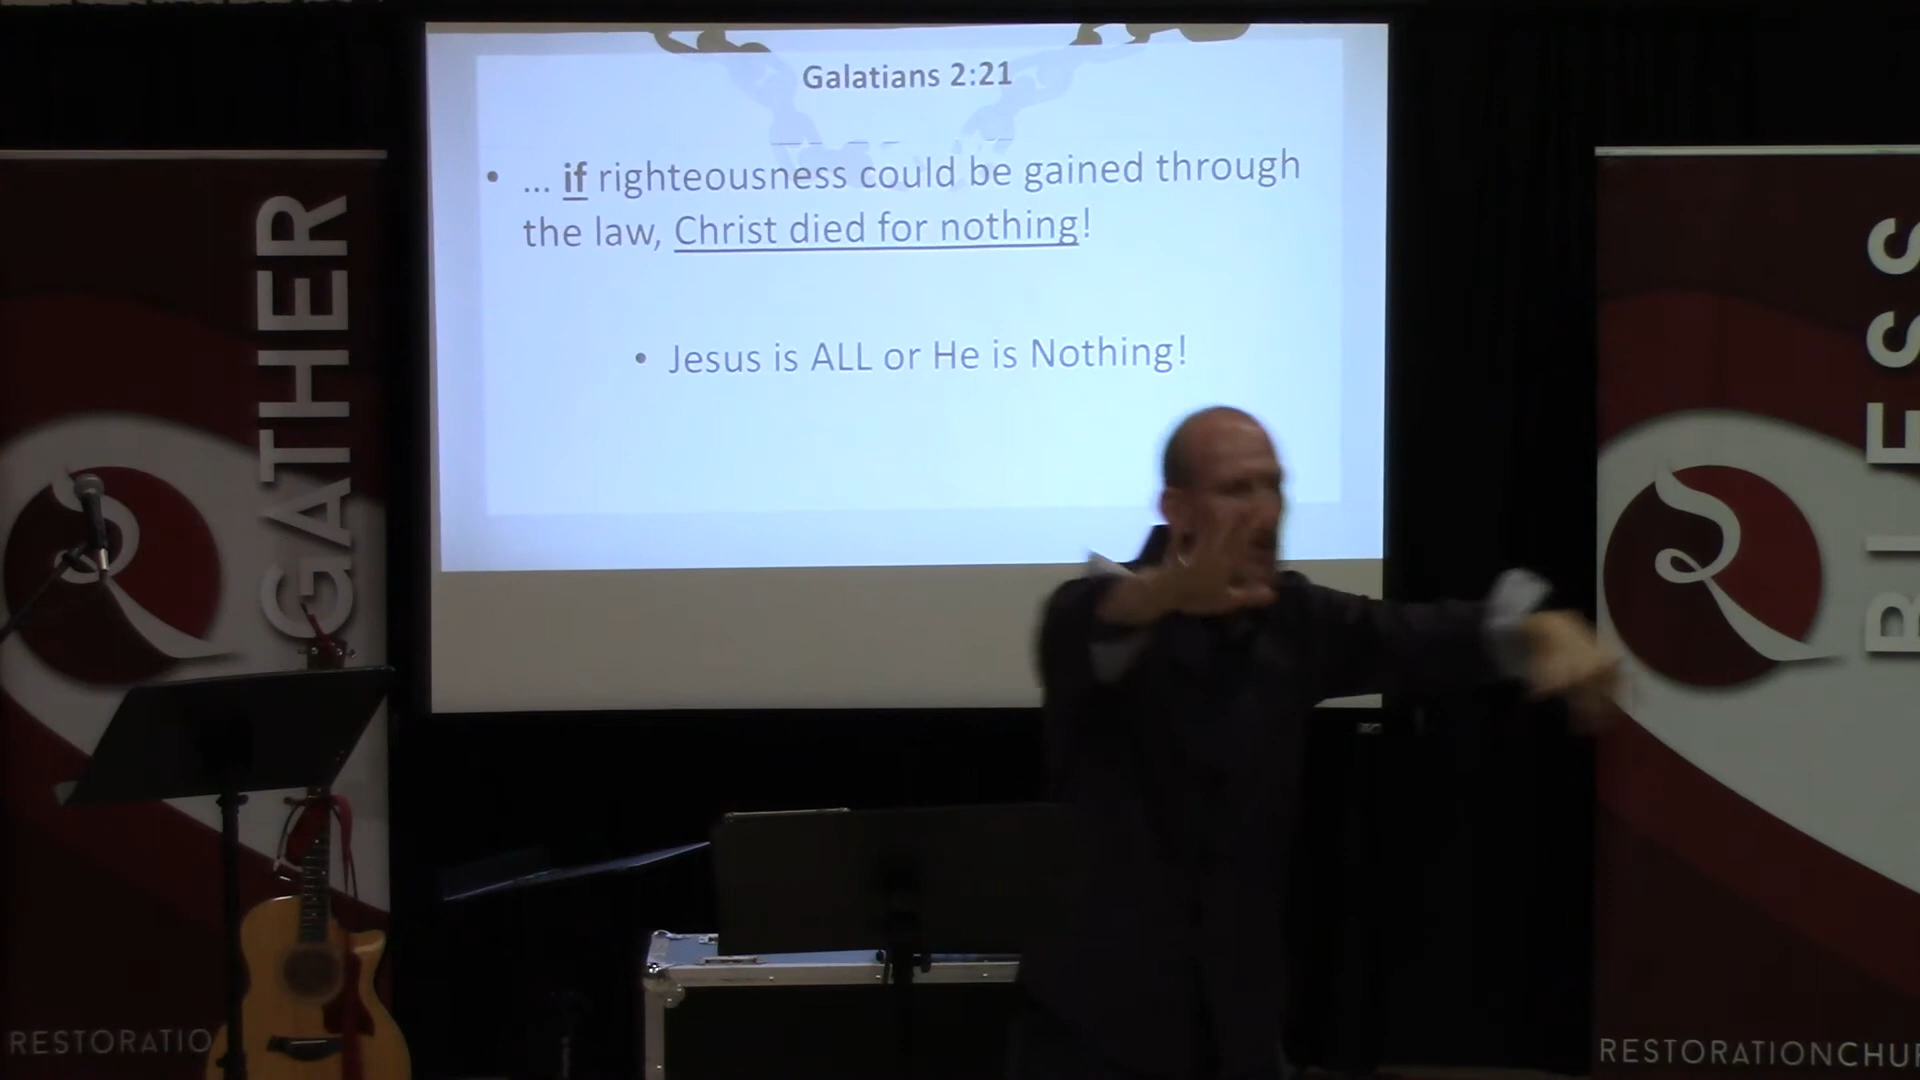 Galatians 2:21
• ... if righteousness could be gained through
the law, Christ died for nothing!
• Jesus is ALL or He is Nothing!
GATHER
BLESS
RESTORATIO
RESTORATIONCHU